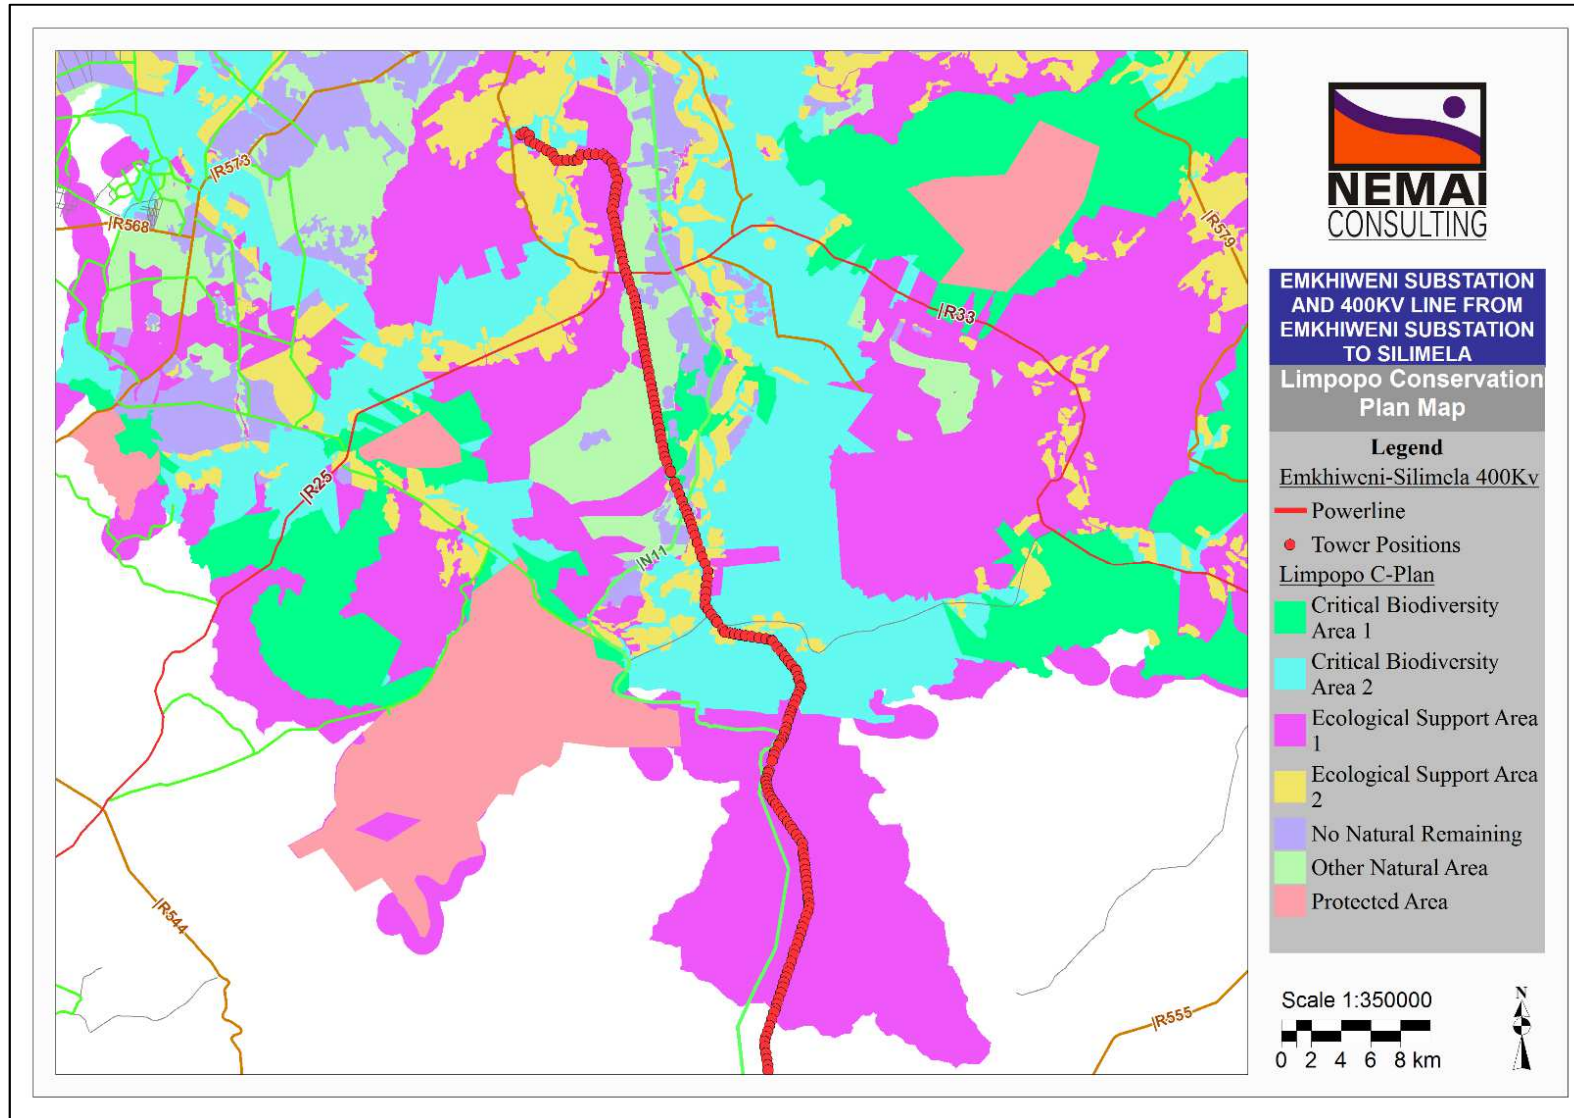 R573
R568
R579
R33
R25
N11
R544
R555
NEMAI
CONSULTING
EMKHIWENI SUBSTATION
AND 400KV LINE FROM
EMKHIWENI SUBSTATION
TO SILIMELA
Limpopo Conservation
Plan Map
Legend
Emkhiweni-Silimela 400Kv
Powerline
Tower Positions
Limpopo C-Plan
Critical Biodiversity
Area 1
Critical Biodiversity
Area 2
Ecological Support Area
1
Ecological Support Area
2
No Natural Remaining
Other Natural Area
Protected Area
Scale 1:350000
N
0 2 4 6 8 km